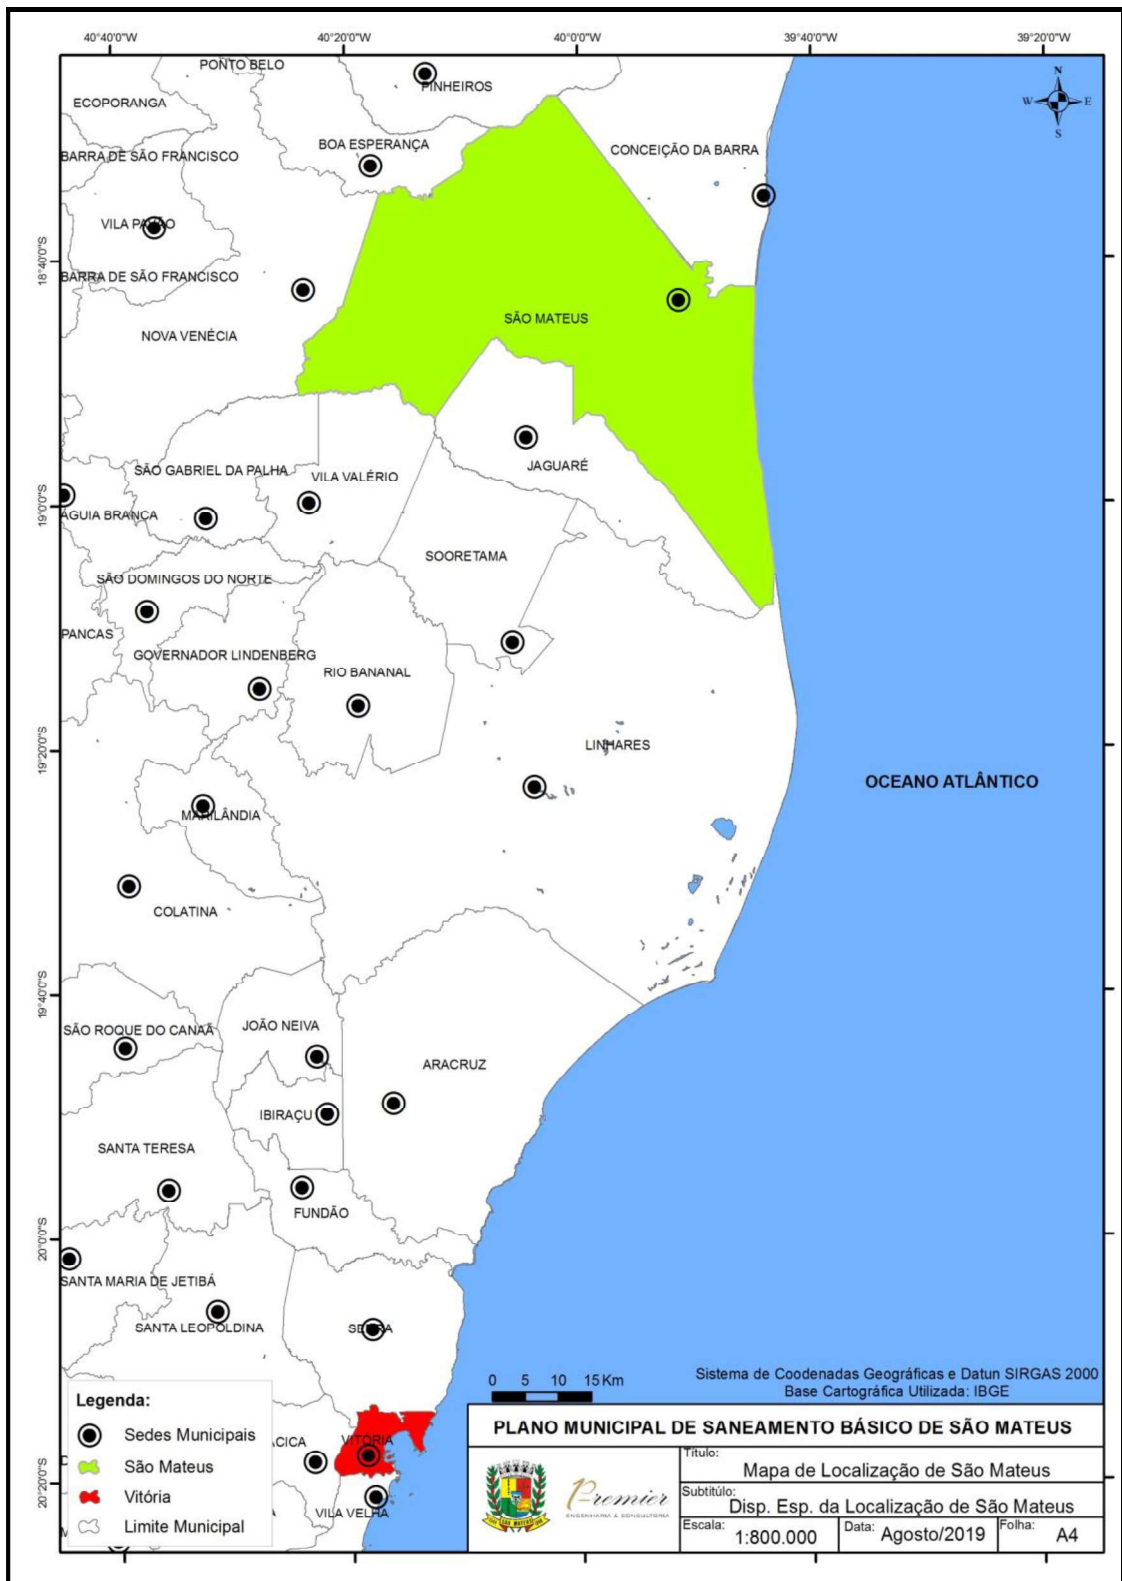 40°40'0"W 40°20'0"W 40°0'0"W 39°40'0"W 39°20'0"W
PONTO BELO
PINHEIROS
ECOPORANGA
N
W E
S
BOA ESPERANÇA
CONCEIÇÃO DA BARRA
BARRA DE SÃO FRANCISCO
VILA PAVÃO
18°40'0"S
BARRA DE SÃO FRANCISCO
SÃO MATEUS
NOVA VENÉCIA
SÃO GABRIEL DA PALHA
VILA VALÉRIO
JAGUARÉ
19°0'0"S
ÁGUIA BRANCA
SOORETAMA
SÃO DOMINGOS DO NORTE
PANCAS
GOVERNADOR LINDENBERG
RIO BANANAL
19°20'0"S
LINHARES
OCEANO ATLÂNTICO
MARILÂNDIA
COLATINA
19°40'0"S
SÃO ROQUE DO CANAÃ
JOÃO NEIVA
ARACRUZ
IBIRAÇU
SANTA TERESA
FUNDÃO
20°0'0"S
SANTA MARIA DE JETIBÁ
SANTA LEOPOLDINA
SERRA
0 5 10 15 Km
Sistema de Coodenadas Geográficas e Datun SIRGAS 2000
Base Cartográfica Utilizada: IBGE
Legenda:
Sedes Municipais
São Mateus
Vitória
Limite Municipal
ACICA
VITÓRIA
VILA VELHA
20°20'0"S
PLANO MUNICIPAL DE SANEAMENTO BÁSICO DE SÃO MATEUS
Título:
Mapa de Localização de São Mateus
Subtitúlo:
Disp. Esp. da Localização de São Mateus
Escala: 1:800.000
Data: Agosto/2019
Folha: A4
SÃO MATEUS
Premier
ENGENHARIA & CONSULTORIA